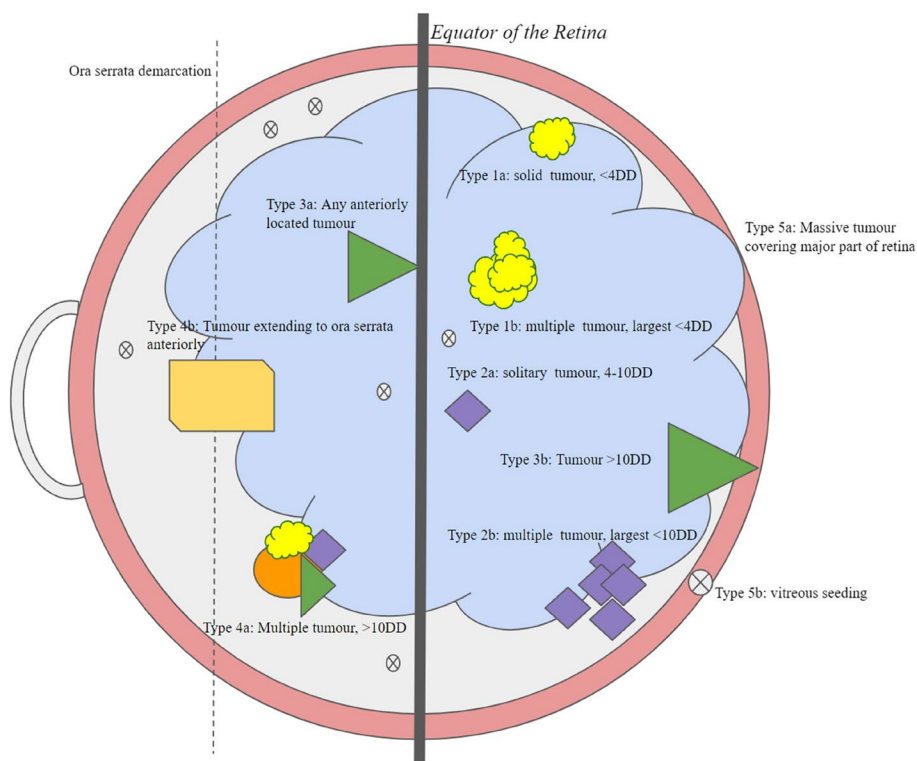 Equator of the Retina
Ora serrata demarcation
Type 1a: solid tumour, <4DD
Type 3a: Any anteriorly
located tumour
Type 5a: Massive tumour
covering major part of retina
Type 4b: Tumour extending to ora serrata
anteriorly
Type 1b: multiple tumour, largest <4DD
Type 2a: solitary tumour, 4-10DD
Type 3b: Tumour >10DD
Type 2b: multiple tumour, largest <10DD
Type 5b: vitreous seeding
Type 4a: Multiple tumour, >10DD